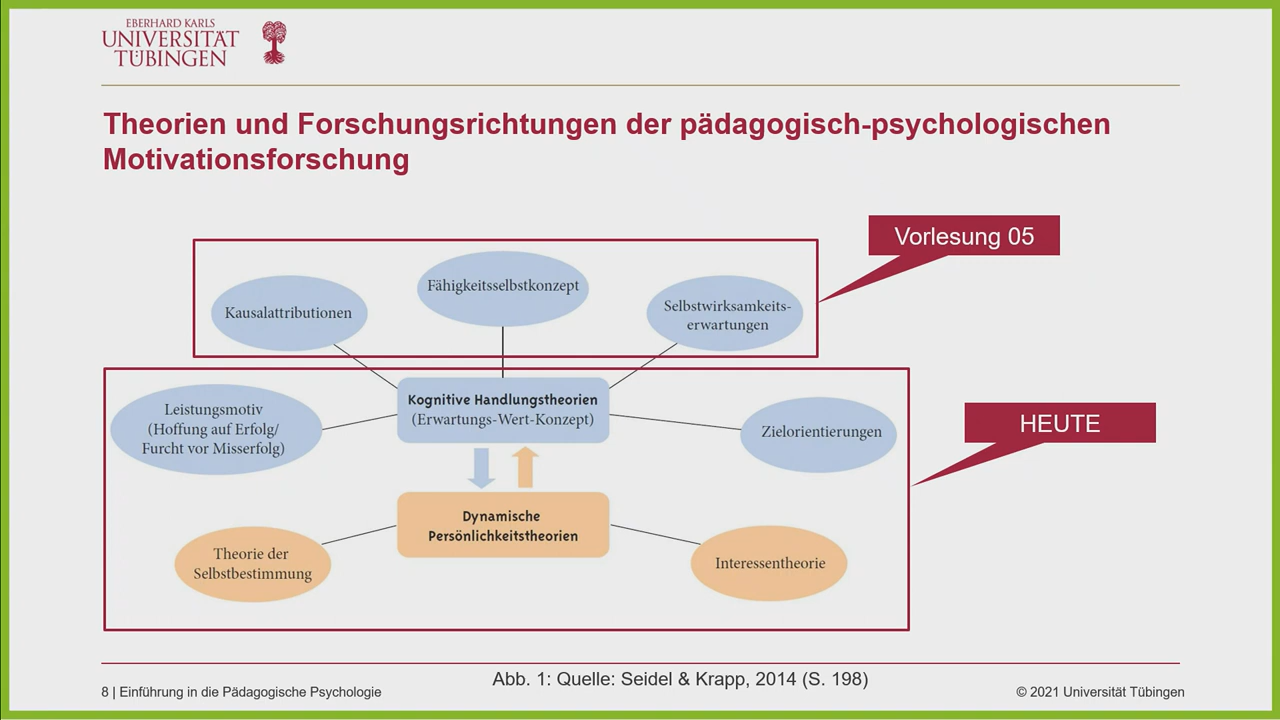 EBERHARD KARLS
UNIVERSITÄT
TÜBINGEN
Theorien und Forschungsrichtungen der pädagogisch-psychologischen
Motivationsforschung
Vorlesung 05
Kausalattributionen
Fähigkeitsselbstkonzept
Selbstwirksamkeits-
erwartungen
Leistungsmotiv
(Hoffnung auf Erfolg/
Furcht vor Misserfolg)
Kognitive Handlungstheorien
(Erwartungs-Wert-Konzept)
Zielorientierungen
HEUTE
Dynamische
Persönlichkeitstheorien
Theorie der
Selbstbestimmung
Interessentheorie
Abb. 1: Quelle: Seidel & Krapp, 2014 (S. 198)
8 | Einführung in die Pädagogische Psychologie
© 2021 Universität Tübingen